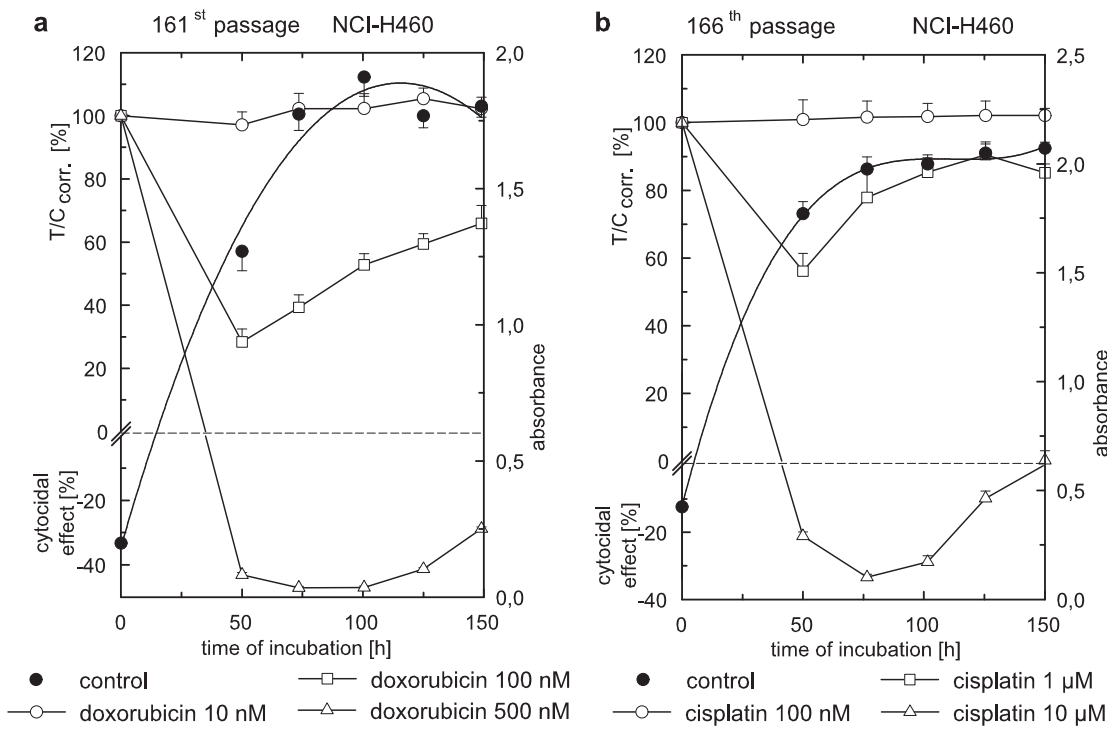 a 161 st passage NCI-H460
120
100
80
60
40
20
0
-20
-40
T/C corr. [%]
cytocidal
effect [%]
2,0
1,5
1,0
0,5
0,0
absorbance
0 50 100 150
time of incubation [h]
control
doxorubicin 10 nM
doxorubicin 100 nM
doxorubicin 500 nM
b 166 th passage NCI-H460
120
100
80
60
40
20
0
-20
-40
T/C corr. [%]
cytocidal
effect [%]
2,5
2,0
1,5
1,0
0,5
0,0
absorbance
0 50 100 150
time of incubation [h]
control
cisplatin 100 nM
cisplatin 1 µM
cisplatin 10 µM